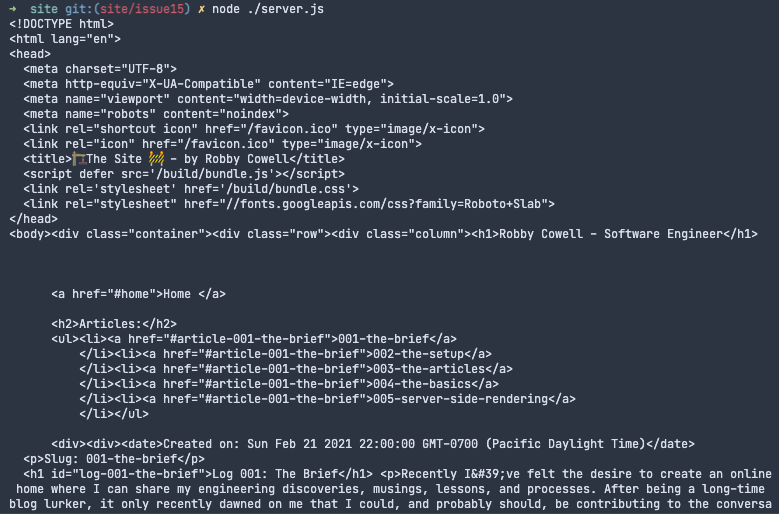 ➜  site git:(site/issue15) ✗ node ./server.js
<!DOCTYPE html>
<html lang="en">
<head>
  <meta charset="UTF-8">
  <meta http-equiv="X-UA-Compatible" content="IE=edge">
  <meta name="viewport" content="width=device-width, initial-scale=1.0">
  <meta name="robots" content="noindex">
  <link rel="shortcut icon" href="/favicon.ico" type="image/x-icon">
  <link rel="icon" href="/favicon.ico" type="image/x-icon">
  <title>🏗The Site 🚧 - by Robby Cowell</title>
  <script defer src='/build/bundle.js'></script>
  <link rel='stylesheet' href='/build/bundle.css'>
  <link rel="stylesheet" href="//fonts.googleapis.com/css?family=Roboto+Slab">
</head>
<body><div class="container"><div class="row"><div class="column"><h1>Robby Cowell - Software Engineer</h1>
      <a href="#home">Home </a>
      <h2>Articles:</h2>
      <ul><li><a href="#article-001-the-brief">001-the-brief</a>
          </li><li><a href="#article-001-the-brief">002-the-setup</a>
          </li><li><a href="#article-001-the-brief">003-the-articles</a>
          </li><li><a href="#article-001-the-brief">004-the-basics</a>
          </li><li><a href="#article-001-the-brief">005-server-side-rendering</a>
          </li></ul>
      <div><div><date>Created on: Sun Feb 21 2021 22:00:00 GMT-0700 (Pacific Daylight Time)</date>
  <p>Slug: 001-the-brief</p>
  <h1 id="log-001-the-brief">Log 001: The Brief</h1> <p>Recently I&#39;ve felt the desire to create an online
 home where I can share my engineering discoveries, musings, lessons, and processes. After being a long-time
blog lurker, it only recently dawned on me that I could, and probably should, be contributing to the conversa